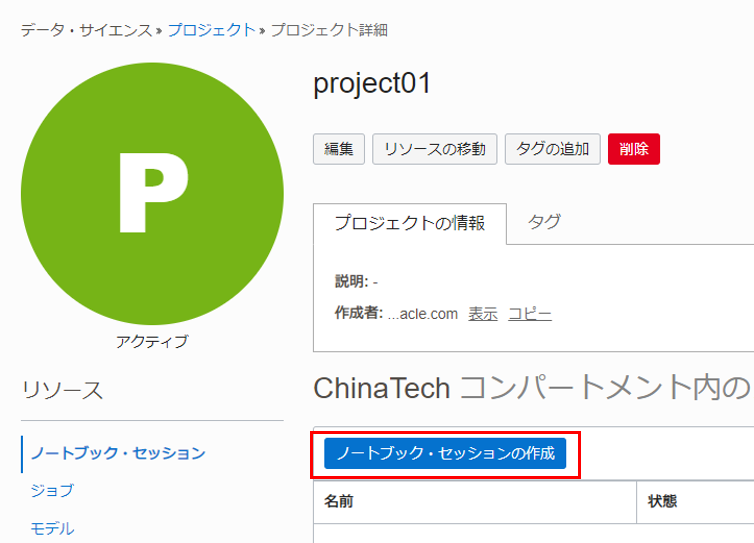 データ・サイエンス » プロジェクト » プロジェクト詳細
P
アクティブ
project01
編集 リソースの移動 タグの追加 削除
プロジェクトの情報 タグ
説明: -
作成者: ...acle.com 表示 コピー
リソース
ノートブック・セッション
ジョブ
モデル
ChinaTech コンパートメント内の
ノートブック・セッションの作成
名前 状態